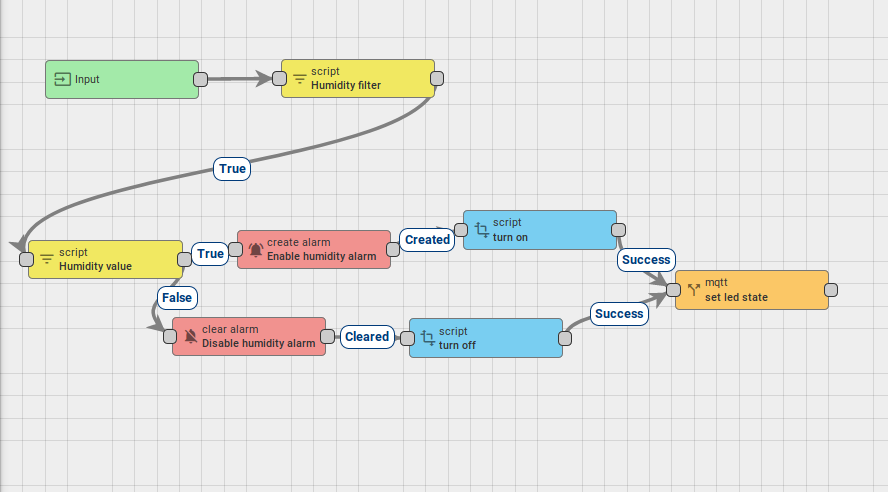 Input
script
Humidity filter
True
script
Humidity value
True
create alarm
Enable humidity alarm
Created
script
turn on
Success
mqtt
set led state
False
clear alarm
Disable humidity alarm
Cleared
script
turn off
Success